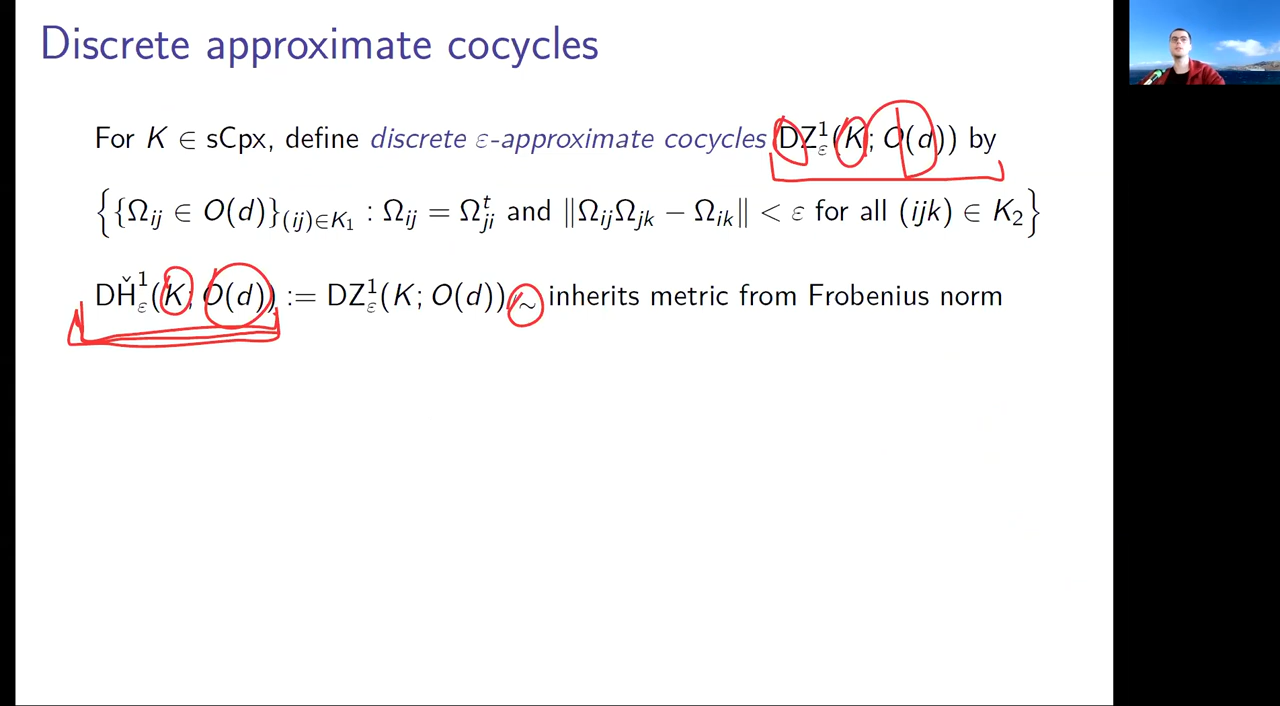 Discrete approximate cocycles
For K ∈ sCpx, define discrete ε-approximate cocycles DZ¹_ε(K; O(d)) by
{ {Ω_ij ∈ O(d)}_(ij)∈K₁ : Ω_ij = Ω^t_ji and ‖Ω_ijΩ_jk − Ω_ik‖ < ε for all (ijk) ∈ K₂ }
DȞ¹_ε(K; O(d)) := DZ¹_ε(K; O(d))/∼ inherits metric from Frobenius norm